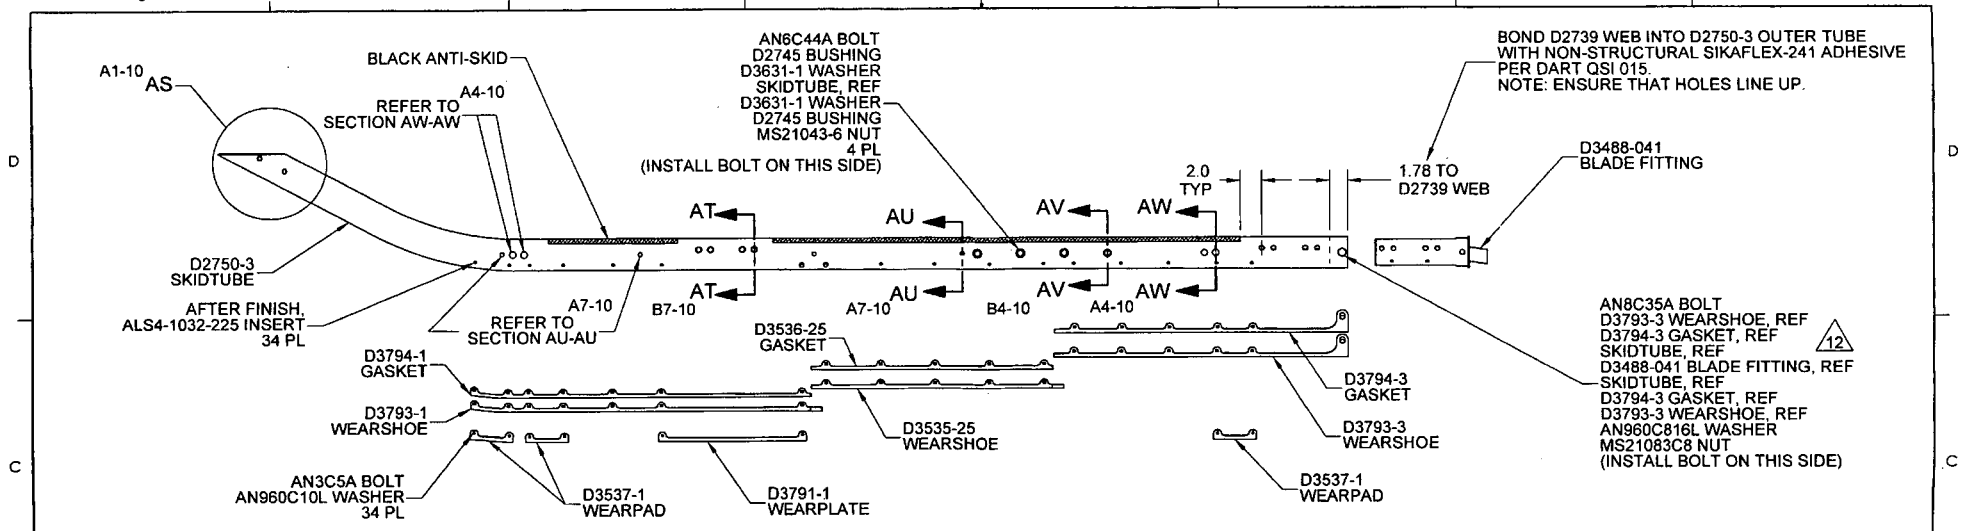 A1-10
AS
BLACK ANTI-SKID
A4-10
REFER TO
SECTION AW-AW
AN6C44A BOLT
D2745 BUSHING
D3631-1 WASHER
SKIDTUBE, REF
D3631-1 WASHER
D2745 BUSHING
MS21043-6 NUT
4 PL
(INSTALL BOLT ON THIS SIDE)
BOND D2739 WEB INTO D2750-3 OUTER TUBE
WITH NON-STRUCTURAL SIKAFLEX-241 ADHESIVE
PER DART QSI 015.
NOTE: ENSURE THAT HOLES LINE UP.
D
D
2.0
TYP
1.78 TO
D2739 WEB
D3488-041
BLADE FITTING
AT
AU
AV
AW
D2750-3
SKIDTUBE
AFTER FINISH,
ALS4-1032-225 INSERT
34 PL
REFER TO
SECTION AU-AU
A7-10
AT
B7-10
A7-10
AU
B4-10
AV
A4-10
AW
D3794-1
GASKET
D3536-25
GASKET
D3794-3
GASKET
D3793-1
WEARSHOE
D3535-25
WEARSHOE
D3793-3
WEARSHOE
AN8C35A BOLT
D3793-3 WEARSHOE, REF
D3794-3 GASKET, REF
SKIDTUBE, REF
12
D3488-041 BLADE FITTING, REF
SKIDTUBE, REF
D3794-3 GASKET, REF
D3793-3 WEARSHOE, REF
AN960C816L WASHER
MS21083C8 NUT
(INSTALL BOLT ON THIS SIDE)
C
C
AN3C5A BOLT
AN960C10L WASHER
34 PL
D3537-1
WEARPAD
D3791-1
WEARPLATE
D3537-1
WEARPAD